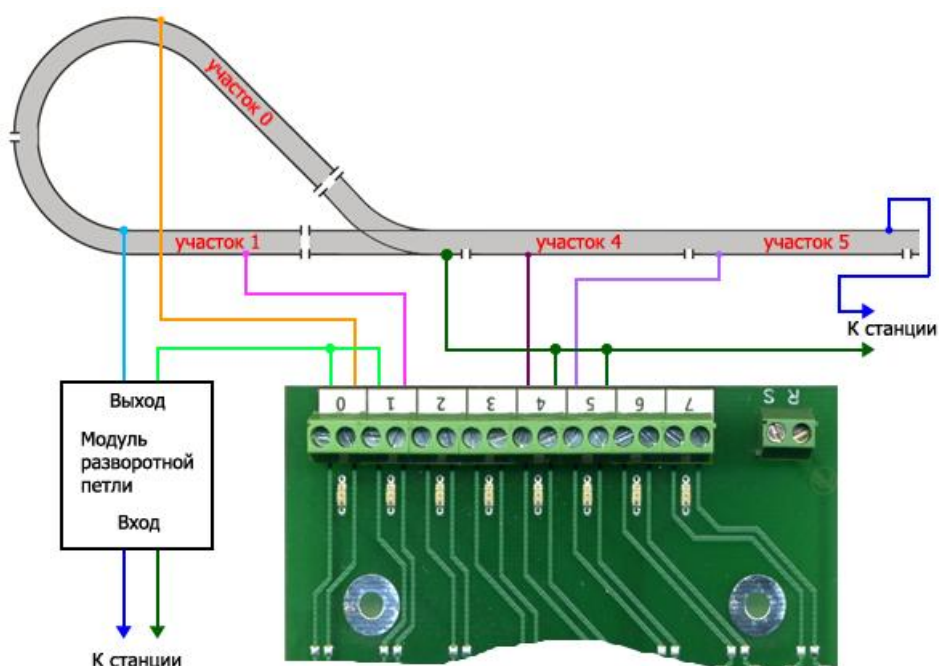 участок 0
участок 1
участок 4
участок 5
К станции
Выход
Модуль
разворотной
петли
Вход
К станции
0 1 2 3 4 5 6 7
R S